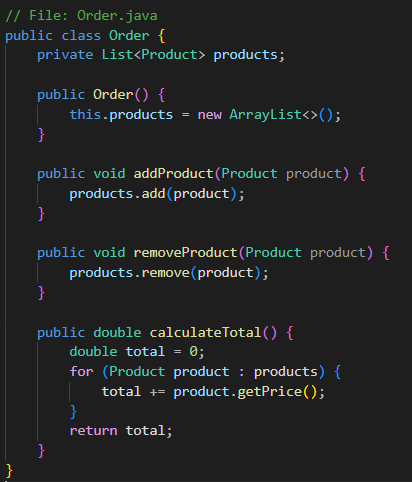 // File: Order.java
public class Order {
    private List<Product> products;

    public Order() {
        this.products = new ArrayList<>();
    }

    public void addProduct(Product product) {
        products.add(product);
    }

    public void removeProduct(Product product) {
        products.remove(product);
    }

    public double calculateTotal() {
        double total = 0;
        for (Product product : products) {
            total += product.getPrice();
        }
        return total;
    }
}